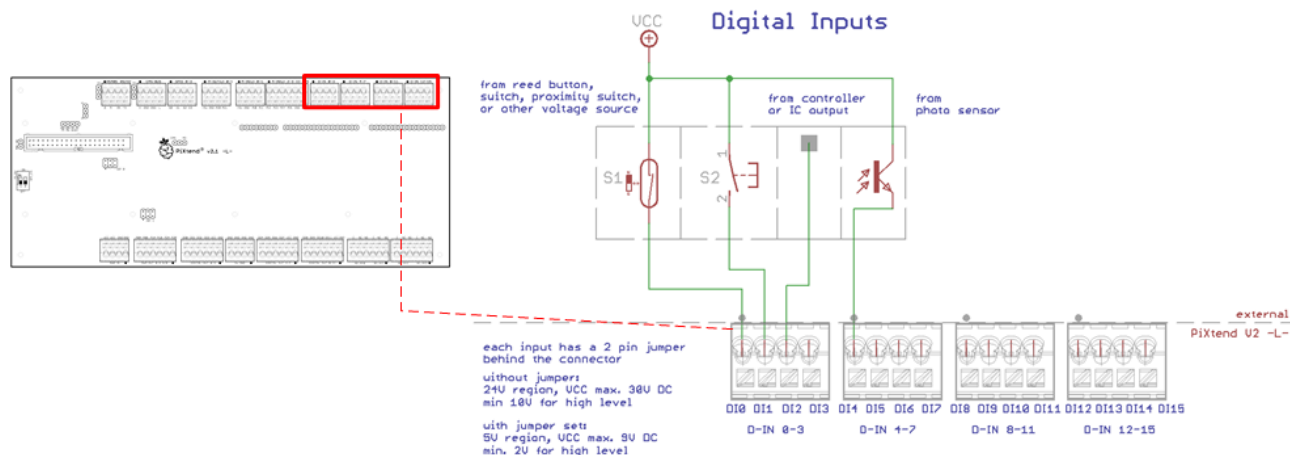 Digital Inputs
VCC
from reed button,
switch, proximity switch,
or other voltage source
from controller
or IC output
from
photo sensor
PiXtend® v2.1 -L-
S1
S2
1
2
external
PiXtend V2 -L-
each input has a 2 pin jumper
behind the connector
without jumper:
24V region, VCC max. 30V DC
min 10V for high level
with jumper set:
5V region, VCC max. 9V DC
min. 2V for high level
DI0 DI1 DI2 DI3
DI4 DI5 DI6 DI7
DI8 DI9 DI10 DI11
DI12 DI13 DI14 DI15
D-IN 0-3
D-IN 4-7
D-IN 8-11
D-IN 12-15